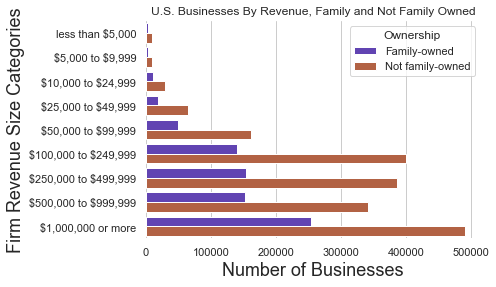 U.S. Businesses By Revenue, Family and Not Family Owned
Firm Revenue Size Categories
less than $5,000
$5,000 to $9,999
$10,000 to $24,999
$25,000 to $49,999
$50,000 to $99,999
$100,000 to $249,999
$250,000 to $499,999
$500,000 to $999,999
$1,000,000 or more
Ownership
Family-owned
Not family-owned
0 100000 200000 300000 400000 500000
Number of Businesses